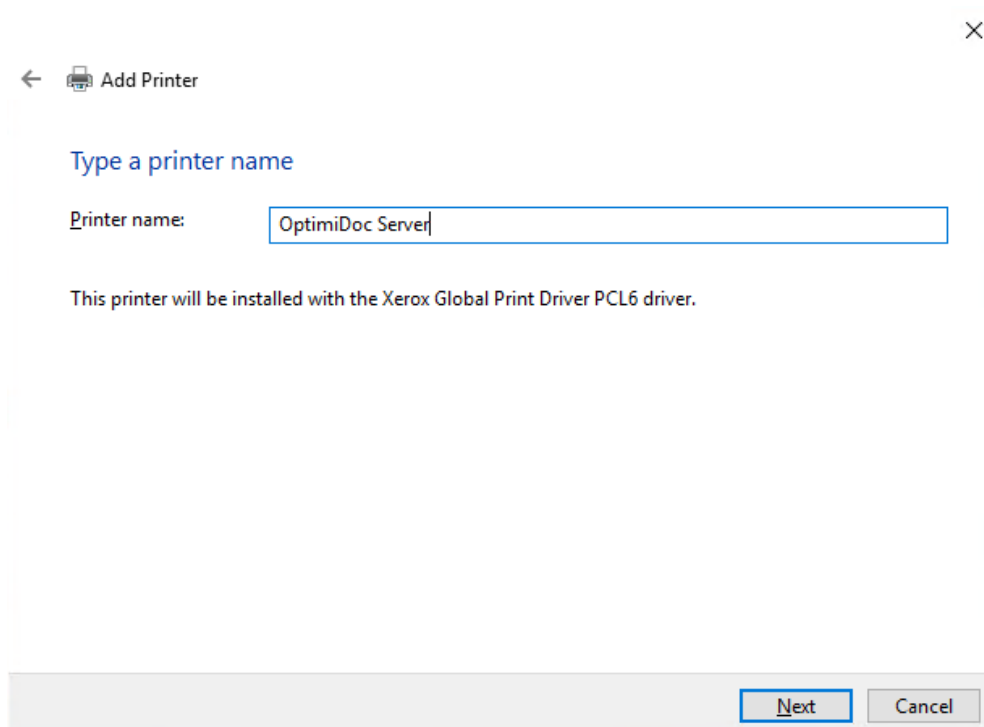 Add Printer
Type a printer name
Printer name: OptimiDoc Server
This printer will be installed with the Xerox Global Print Driver PCL6 driver.
Next Cancel